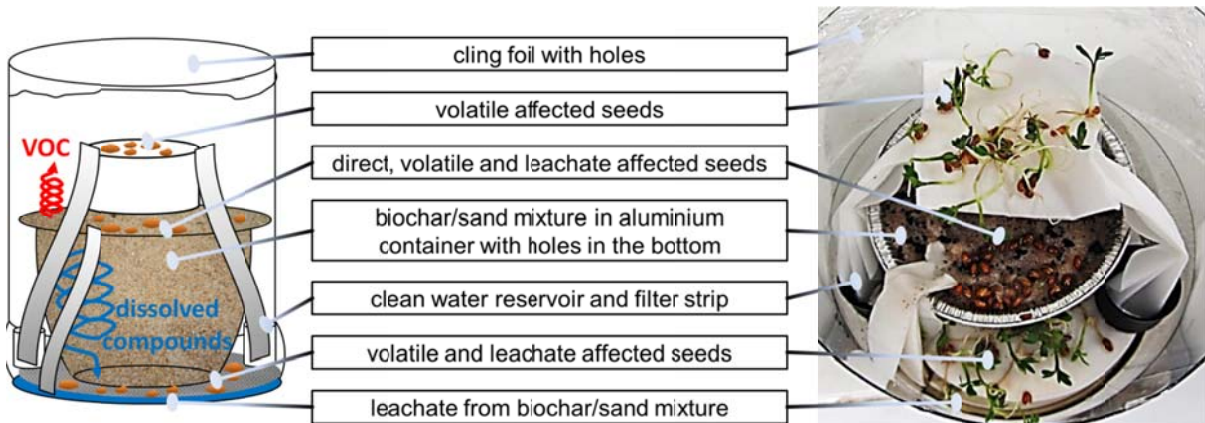 cling foil with holes
volatile affected seeds
VOC
direct, volatile and leachate affected seeds
biochar/sand mixture in aluminium
container with holes in the bottom
clean water reservoir and filter strip
dissolved
compounds
volatile and leachate affected seeds
leachate from biochar/sand mixture